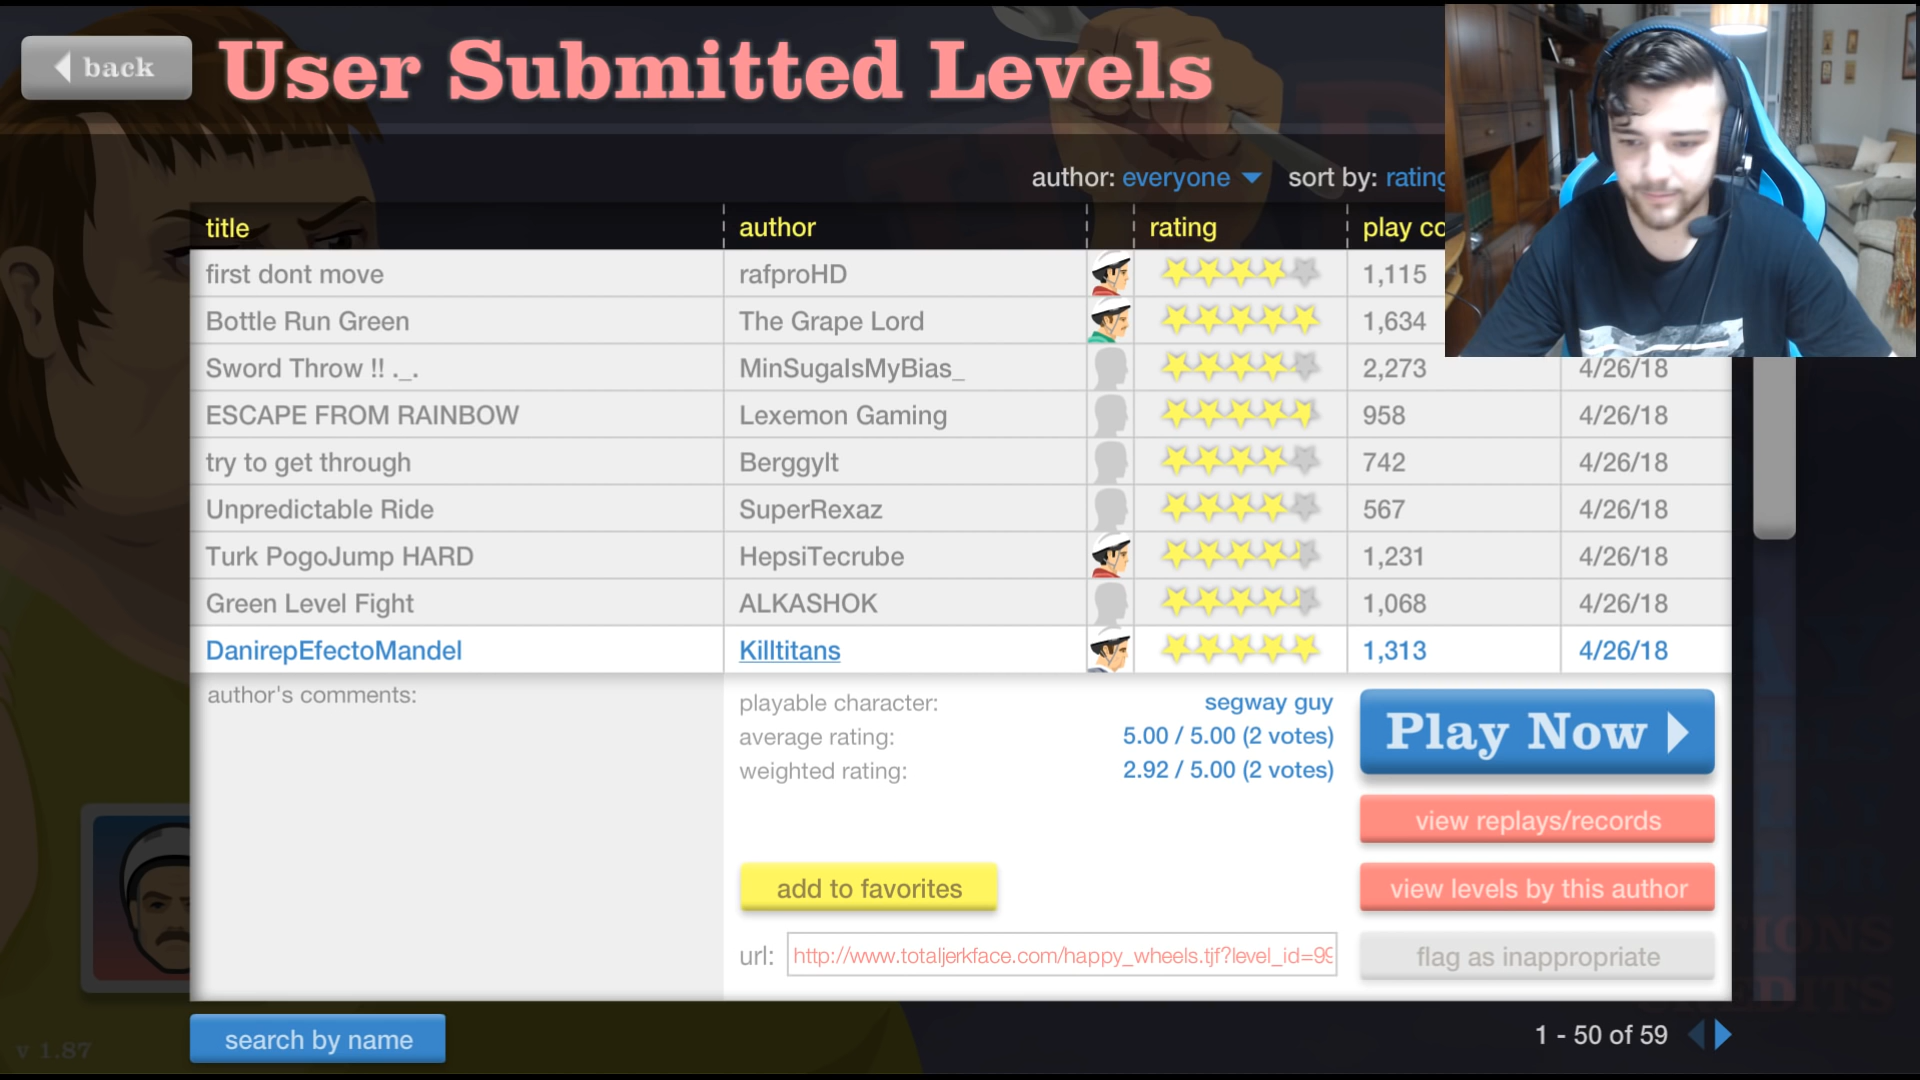 back
User Submitted Levels
author: everyone sort by: rating
title author rating play co
first dont move rafproHD 1,115
Bottle Run Green The Grape Lord 1,634
Sword Throw !! ._. MinSugaIsMyBias_ 2,273 4/26/18
ESCAPE FROM RAINBOW Lexemon Gaming 958 4/26/18
try to get through Berggylt 742 4/26/18
Unpredictable Ride SuperRexaz 567 4/26/18
Turk PogoJump HARD HepsiTecrube 1,231 4/26/18
Green Level Fight ALKASHOK 1,068 4/26/18
DanirepEfectoMandel Killtitans 1,313 4/26/18
author's comments:
playable character: segway guy
average rating: 5.00 / 5.00 (2 votes)
weighted rating: 2.92 / 5.00 (2 votes)
Play Now
view replays/records
add to favorites
view levels by this author
url: http://www.totaljerkface.com/happy_wheels.tjf?level_id=99
flag as inappropriate
search by name
1 - 50 of 59
v 1.87